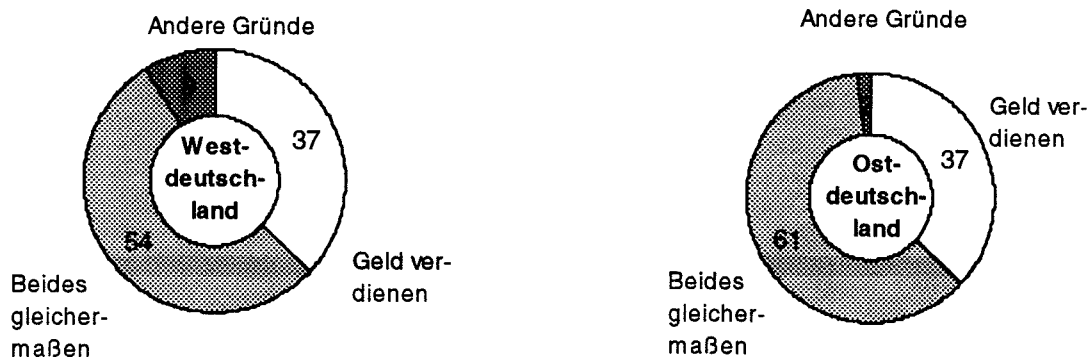 Andere Gründe
37
West-
deutsch-
land
54
Geld ver-
dienen
Beides
gleicher-
maßen
Andere Gründe
Geld ver-
dienen
37
Ost-
deutsch-
land
61
Beides
gleicher-
maßen